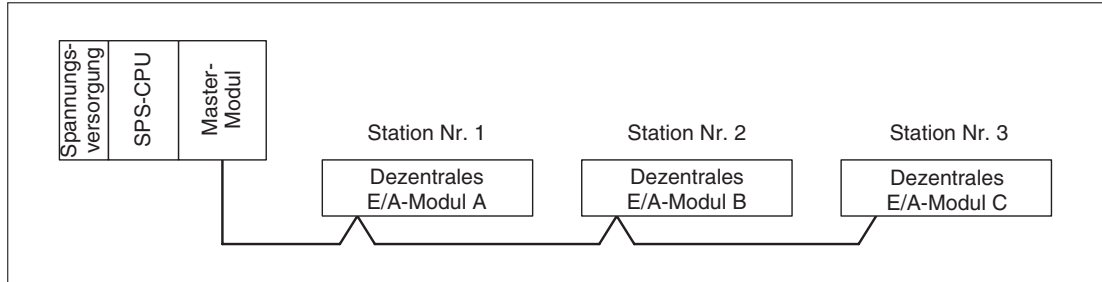 Spannungs-
versorgung
SPS-CPU
Master-
Modul
Station Nr. 1
Station Nr. 2
Station Nr. 3
Dezentrales
E/A-Modul A
Dezentrales
E/A-Modul B
Dezentrales
E/A-Modul C